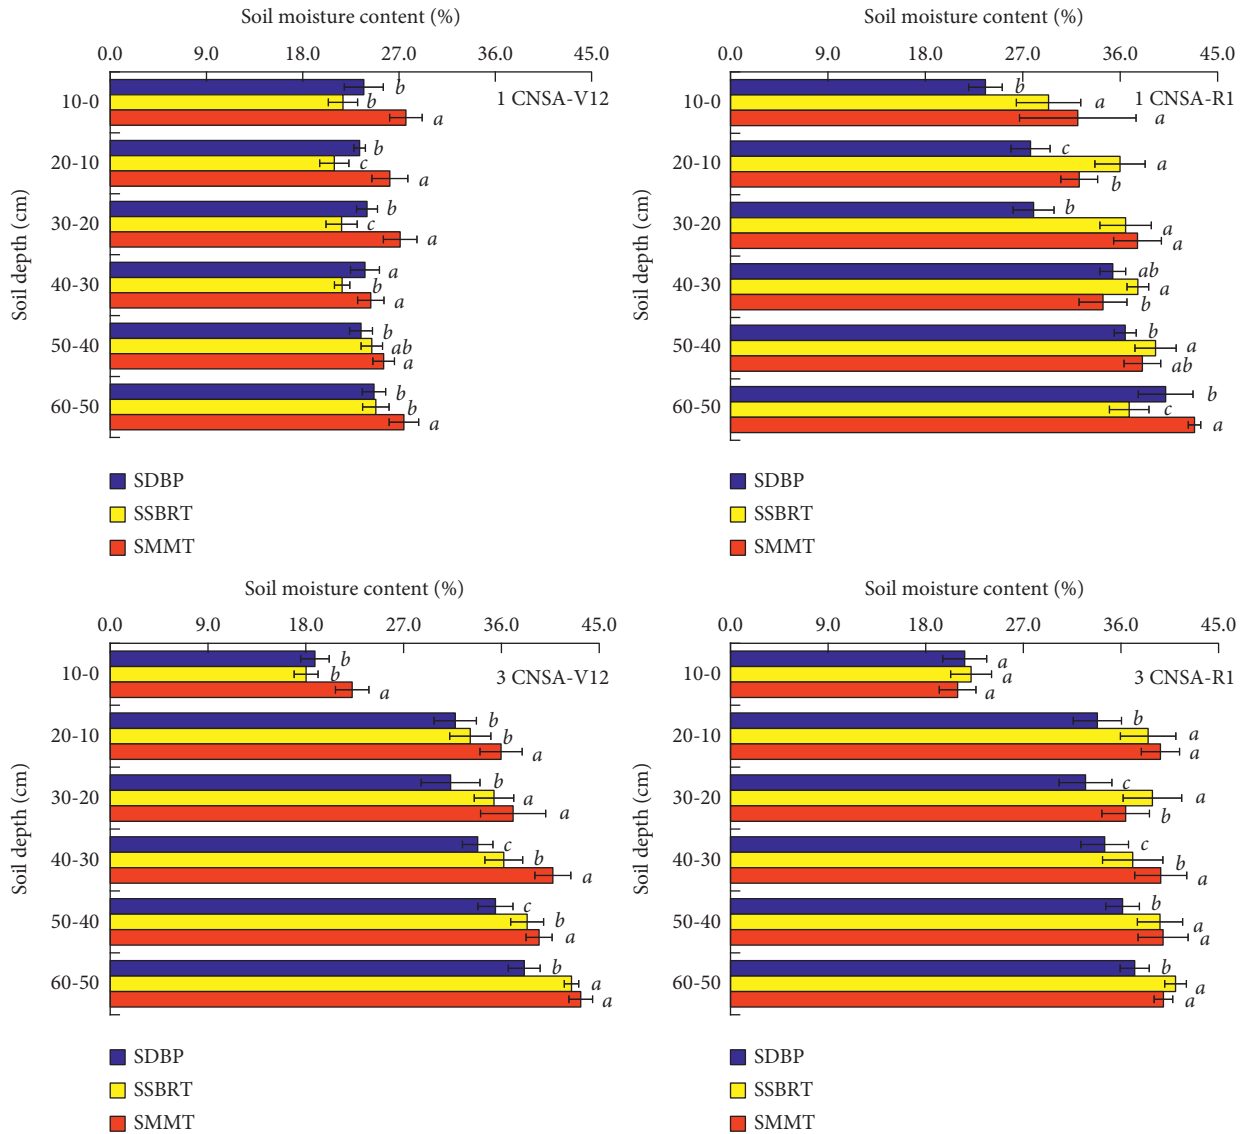 Soil moisture content (%)
0.0 9.0 18.0 27.0 36.0 45.0
1 CNSA-V12
Soil depth (cm)
10-0 b b a
20-10 b c a
30-20 b c a
40-30 a b a
50-40 b ab a
60-50 b b a
SDBP
SSBRT
SMMT
Soil moisture content (%)
0.0 9.0 18.0 27.0 36.0 45.0
1 CNSA-R1
Soil depth (cm)
10-0 b a a
20-10 c a b
30-20 b a a
40-30 ab a b
50-40 b a ab
60-50 b c a
SDBP
SSBRT
SMMT
Soil moisture content (%)
0.0 9.0 18.0 27.0 36.0 45.0
3 CNSA-V12
Soil depth (cm)
10-0 b b a
20-10 b b a
30-20 b a a
40-30 c b a
50-40 c b a
60-50 b a a
SDBP
SSBRT
SMMT
Soil moisture content (%)
0.0 9.0 18.0 27.0 36.0 45.0
3 CNSA-R1
Soil depth (cm)
10-0 a a a
20-10 b a a
30-20 c a b
40-30 c b a
50-40 b a a
60-50 b a a
SDBP
SSBRT
SMMT